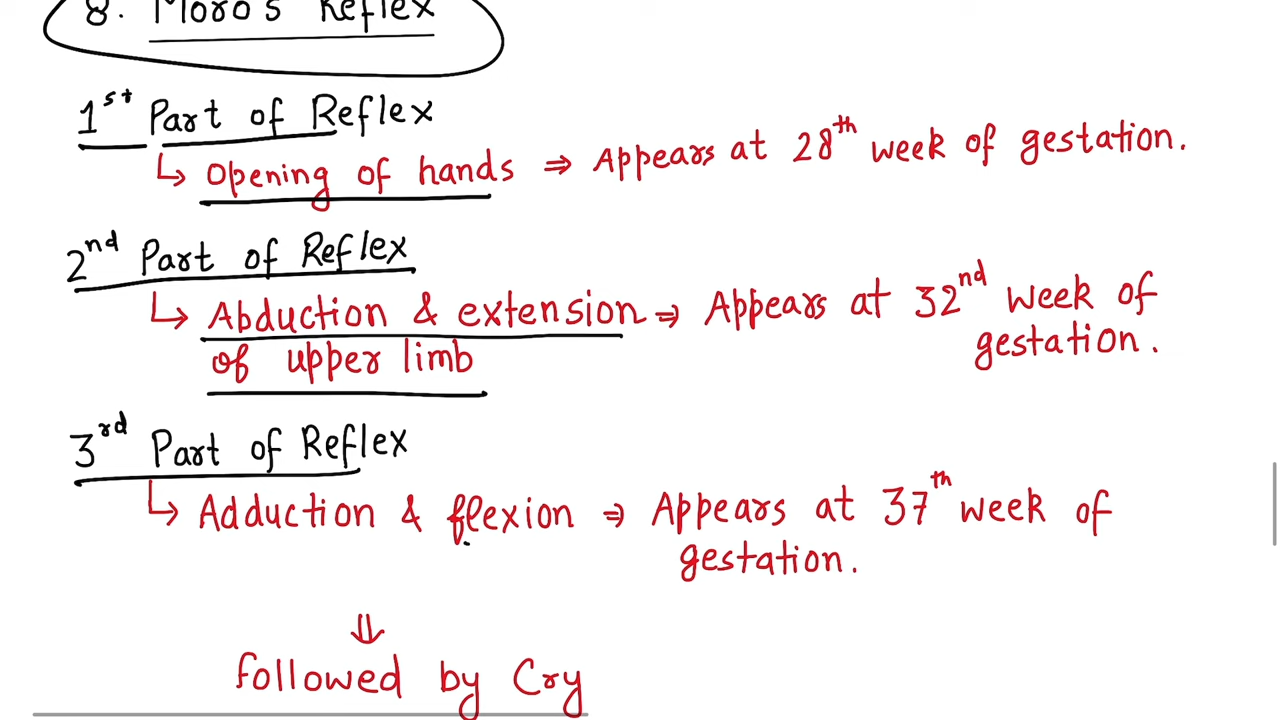 8. Moro's Reflex
1st Part of Reflex
↳ Opening of hands ⇒ Appears at 28th week of gestation.
2nd Part of Reflex
↳ Abduction & extension ⇒ Appears at 32nd week of
of upper limb gestation.
3rd Part of Reflex
↳ Adduction & flexion ⇒ Appears at 37th week of
gestation.
⇓
followed by Cry